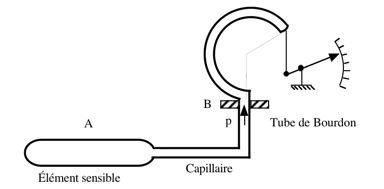 B
A
p
Tube de Bourdon
Capillaire
Élément sensible